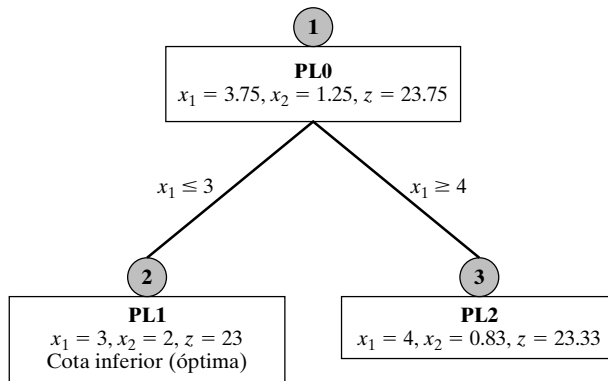 1
PL0
x₁ = 3.75, x₂ = 1.25, z = 23.75
x₁ ≤ 3
x₁ ≥ 4
2
3
PL1
x₁ = 3, x₂ = 2, z = 23
Cota inferior (óptima)
PL2
x₁ = 4, x₂ = 0.83, z = 23.33